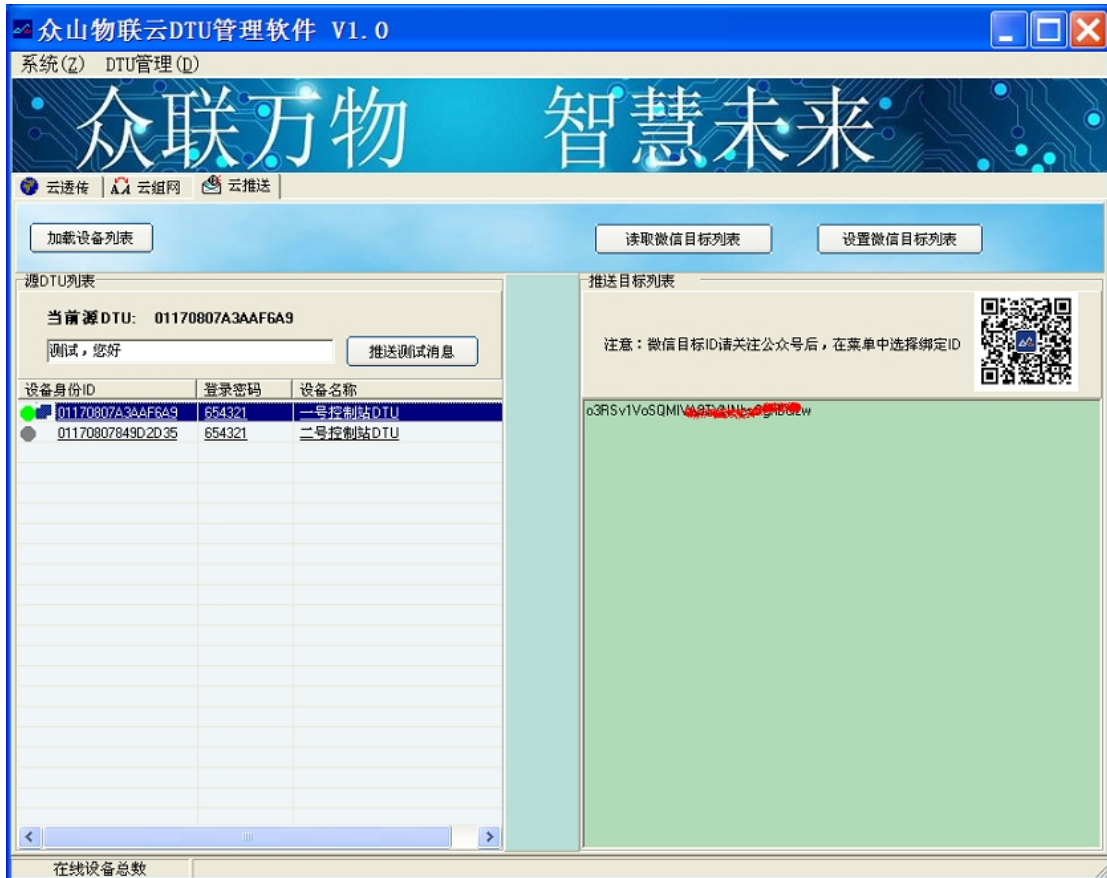 众山物联云DTU管理软件 V1.0
系统(Z) DTU管理(D)
众联万物 智慧未来
云透传 云组网 云推送
加载设备列表 读取微信目标列表 设置微信目标列表
源DTU列表
当前源DTU: 01170807A3AAF6A9
测试，您好 推送测试消息
设备身份ID 登录密码 设备名称
01170807A3AAF6A9 654321 一号控制站DTU
01170807849D2D35 654321 二号控制站DTU
推送目标列表
注意：微信目标ID请关注公众号后，在菜单中选择绑定ID
在线设备总数